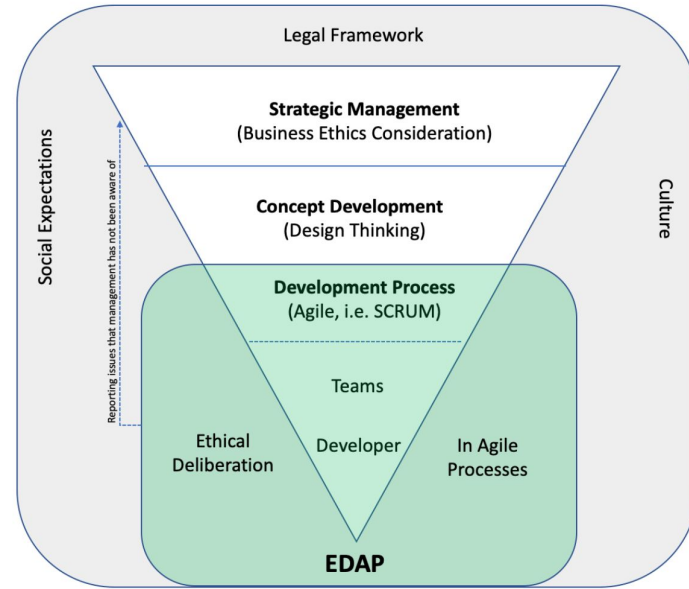 Legal Framework
Strategic Management
(Business Ethics Consideration)
Social Expectations
Reporting issues that management has not been aware of
Culture
Concept Development
(Design Thinking)
Development Process
(Agile, i.e. SCRUM)
Teams
Developer
Ethical
Deliberation
In Agile
Processes
EDAP